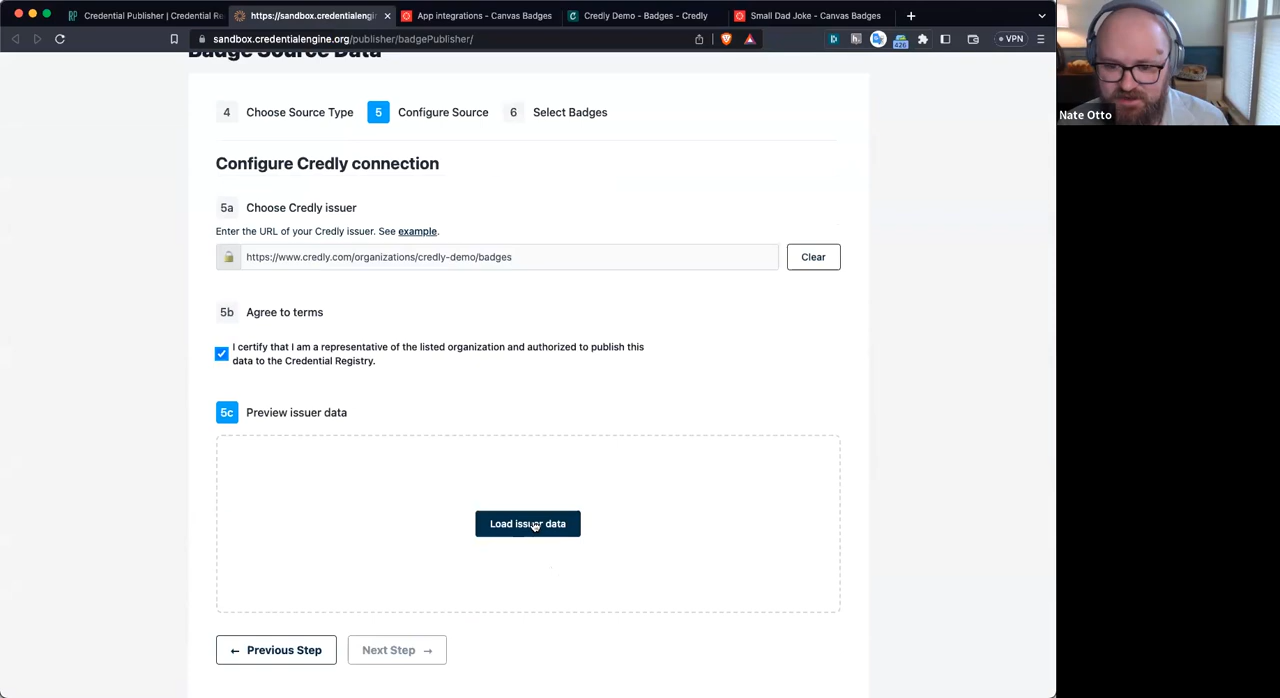 Credential Publisher | Credential Re
https://sandbox.credentialengi
App integrations - Canvas Badges
Credly Demo - Badges - Credly
Small Dad Joke - Canvas Badges
sandbox.credentialengine.org/publisher/badgePublisher/
426
VPN
Nate Otto
Badge Source Data
4 Choose Source Type 5 Configure Source 6 Select Badges
Configure Credly connection
5a Choose Credly issuer
Enter the URL of your Credly issuer. See example.
https://www.credly.com/organizations/credly-demo/badges Clear
5b Agree to terms
I certify that I am a representative of the listed organization and authorized to publish this
data to the Credential Registry.
5c Preview issuer data
Load issuer data
← Previous Step Next Step →